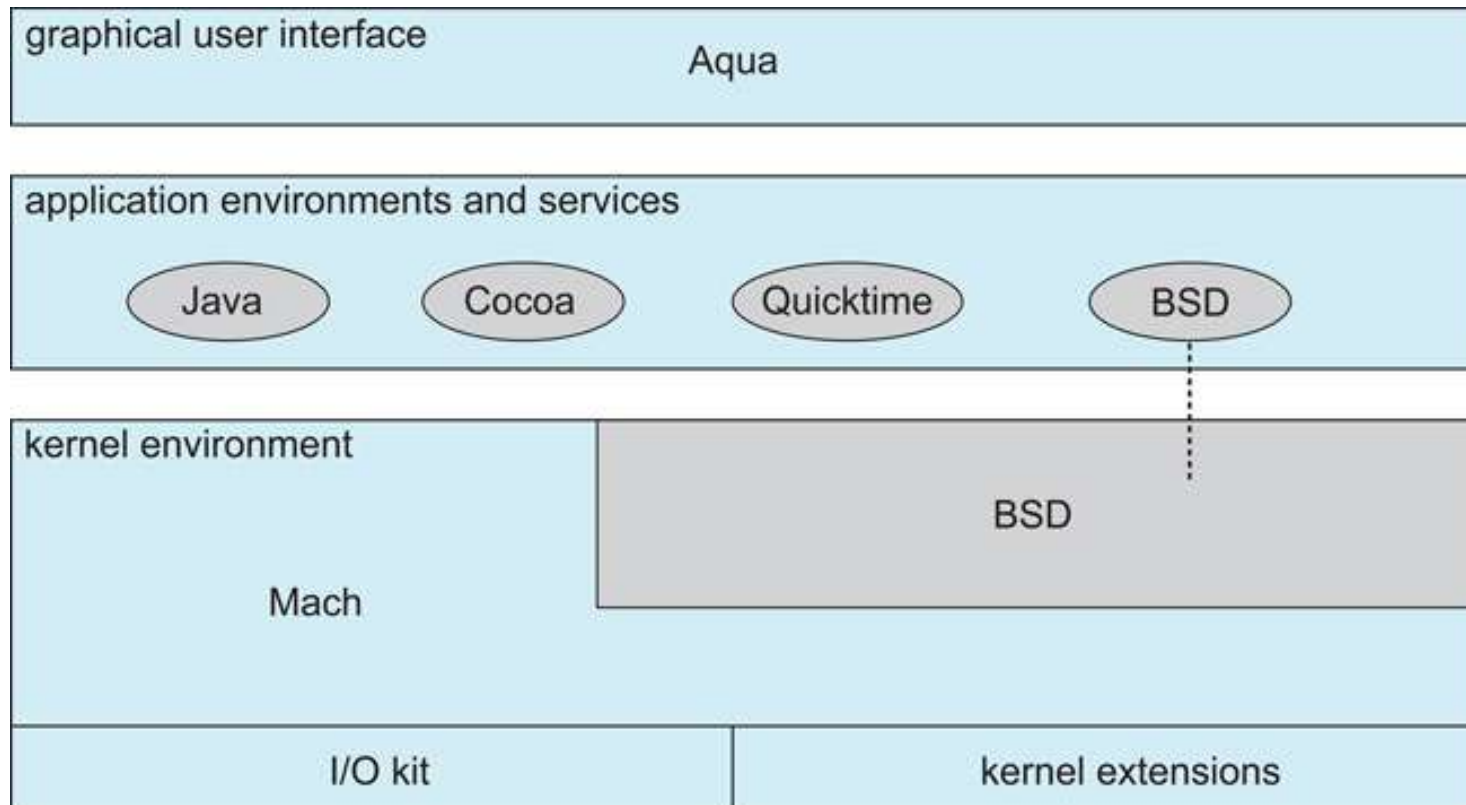 graphical user interface
Aqua
application environments and services
Java Cocoa Quicktime BSD
kernel environment
BSD
Mach
I/O kit kernel extensions